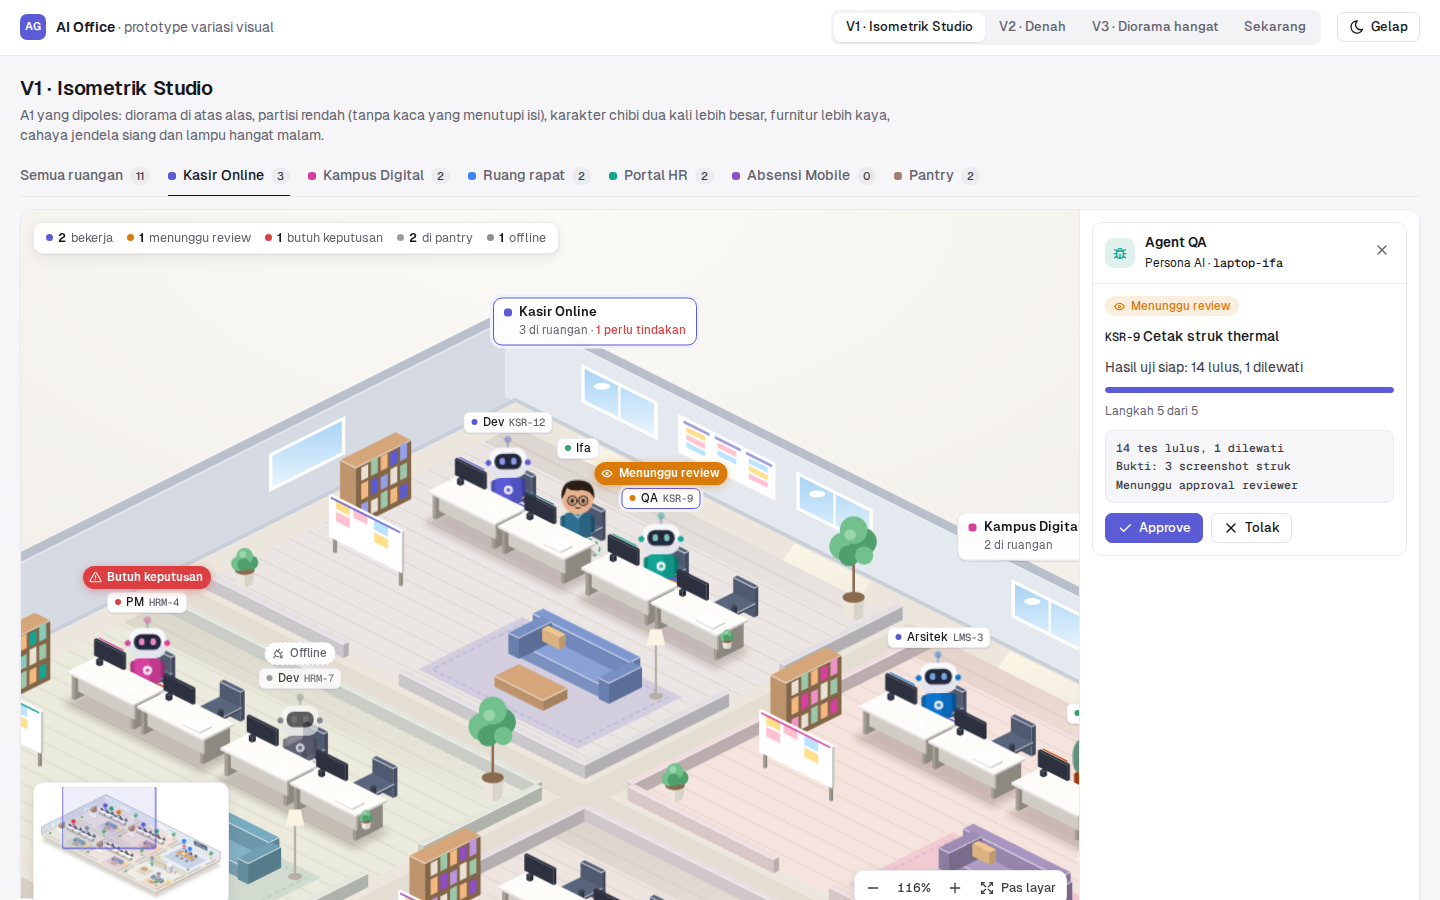 AG
AI Office · prototype variasi visual
V1 · Isometrik Studio
V2 · Denah
V3 · Diorama hangat
Sekarang
Gelap
V1 · Isometrik Studio
A1 yang dipoles: diorama di atas alas, partisi rendah (tanpa kaca yang menutupi isi), karakter chibi dua kali lebih besar, furnitur lebih kaya,
cahaya jendela siang dan lampu hangat malam.
Semua ruangan 11
Kasir Online 3
Kampus Digital 2
Ruang rapat 2
Portal HR 2
Absensi Mobile 0
Pantry 2
2 bekerja
1 menunggu review
1 butuh keputusan
2 di pantry
1 offline
Kasir Online
3 di ruangan · 1 perlu tindakan
Dev KSR-12
Ifa
Menunggu review
QA KSR-9
Kampus Digita
2 di ruangan
Butuh keputusan
PM HRM-4
Offline
Dev HRM-7
Arsitek LMS-3
116%
Pas layar
Agent QA
Persona AI · laptop-ifa
Menunggu review
KSR-9 Cetak struk thermal
Hasil uji siap: 14 lulus, 1 dilewati
Langkah 5 dari 5
14 tes lulus, 1 dilewati
Bukti: 3 screenshot struk
Menunggu approval reviewer
Approve
Tolak